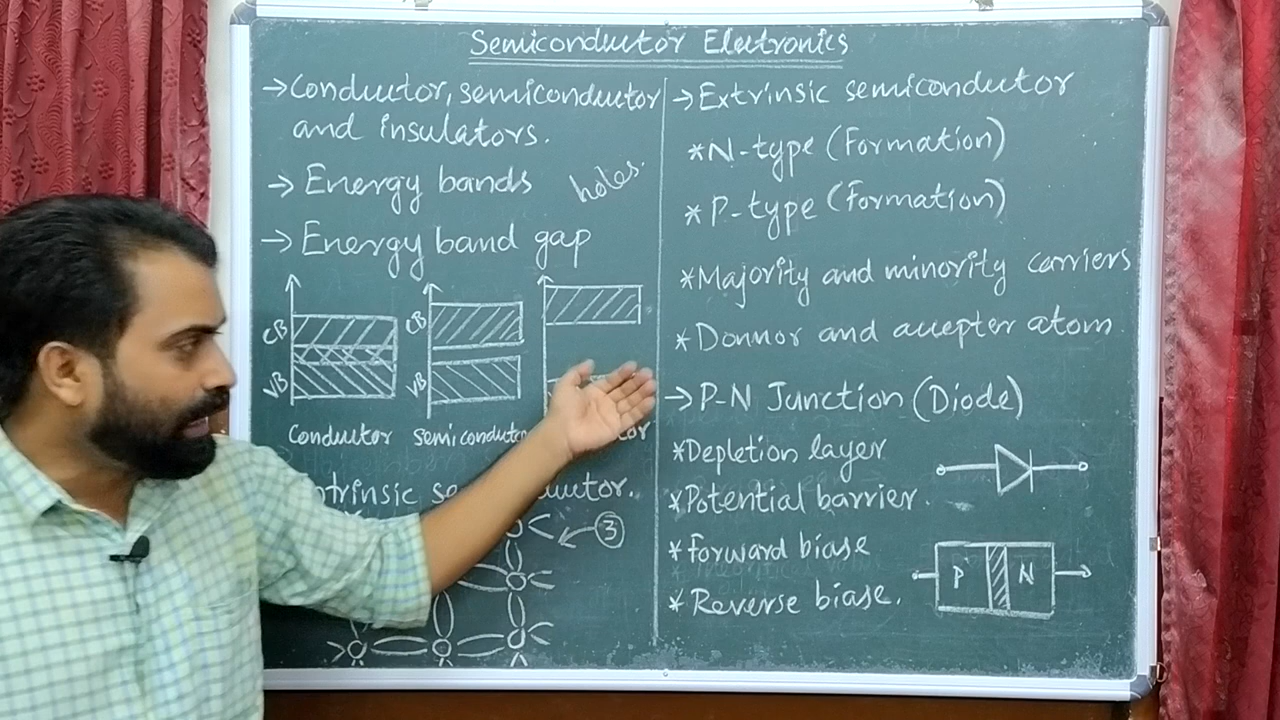 Semiconductor Electronics
→ Conductor, semiconductor
and insulators.
→ Energy bands
holes.
→ Energy band gap
CB
VB
Conductor
CB
VB
Semiconductor
③
→ Extrinsic semiconductor
* N-type (Formation)
* P-type (Formation)
* Majority and minority carriers
* Donnor and accepter atom.
→ P-N Junction (Diode)
* Depletion layer
* Potential barrier.
* Forward biase
* Reverse biase.
P
N